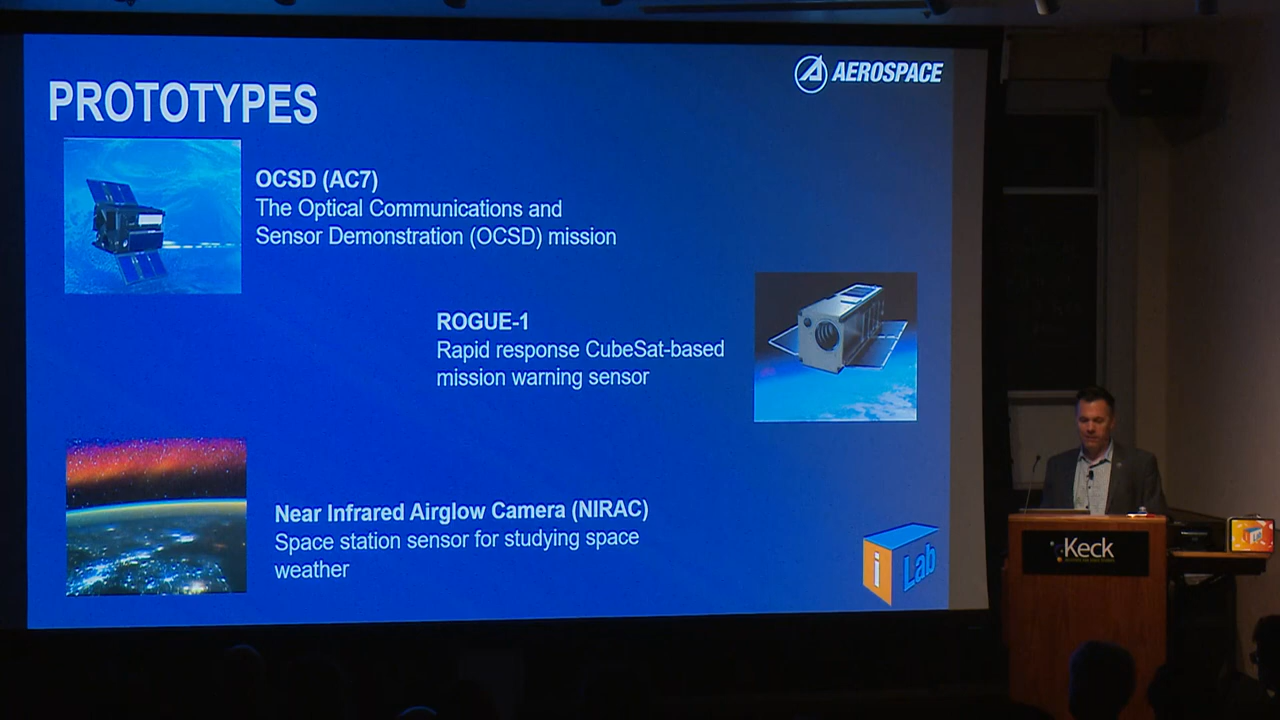 AEROSPACE
PROTOTYPES
OCSD (AC7)
The Optical Communications and
Sensor Demonstration (OCSD) mission
ROGUE-1
Rapid response CubeSat-based
mission warning sensor
Near Infrared Airglow Camera (NIRAC)
Space station sensor for studying space
weather
i Lab
Keck